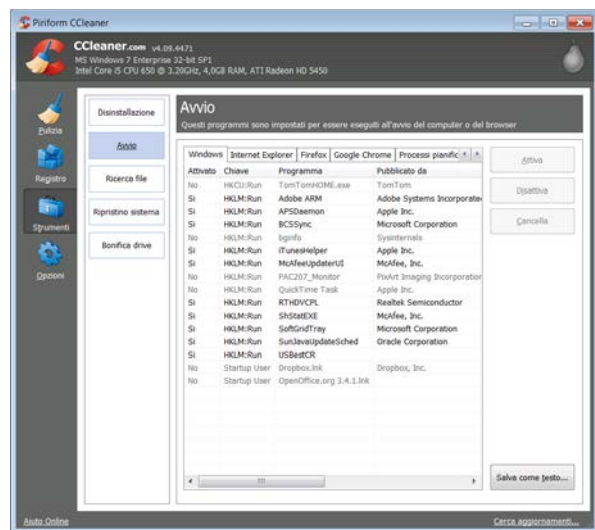 Piriform CCleaner
CCleaner.com v4.09.4471
MS Windows 7 Enterprise 32-bit SP1
Intel Core i5 CPU 650 @ 3.20GHz, 4,0GB RAM, ATI Radeon HD 5450
Pulizia
Registro
Strumenti
Opzioni
Disinstallazione
Avvio
Ricerca file
Ripristino sistema
Bonifica drive
Avvio
Questi programmi sono impostati per essere eseguiti all'avvio del computer o del browser
Windows Internet Explorer Firefox Google Chrome Processi pianific
Attivato Chiave Programma Pubblicato da
No HKCU:Run TomTomHOME.exe TomTom
Sì HKLM:Run Adobe ARM Adobe Systems Incorporate
Sì HKLM:Run APSDaemon Apple Inc.
Sì HKLM:Run BCSSync Microsoft Corporation
No HKLM:Run bginfo Sysinternals
Sì HKLM:Run iTunesHelper Apple Inc.
Sì HKLM:Run McAfeeUpdaterUI McAfee, Inc.
No HKLM:Run PAC207_Monitor PixArt Imaging Incorporation
No HKLM:Run QuickTime Task Apple Inc.
Sì HKLM:Run RTHDVCPL Realtek Semiconductor
Sì HKLM:Run ShStatEXE McAfee, Inc.
Sì HKLM:Run SoftGridTray Microsoft Corporation
Sì HKLM:Run SunJavaUpdateSched Oracle Corporation
Sì HKLM:Run USBestCR
No Startup User Dropbox.lnk Dropbox, Inc.
No Startup User OpenOffice.org 3.4.1.lnk
Attiva
Disattiva
Cancella
Salva come testo...
Aiuto Online
Cerca aggiornamenti...